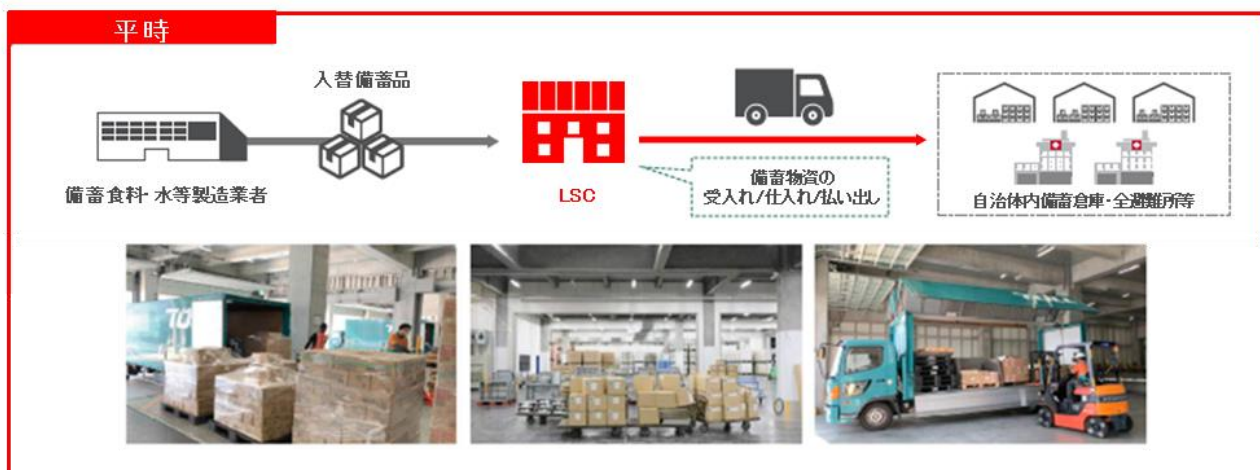 平時
入替備蓄品
備蓄食料・水等製造業者
LSC
備蓄物資の
受入れ/仕入れ/払い出し
自治体内備蓄倉庫・全避難所等